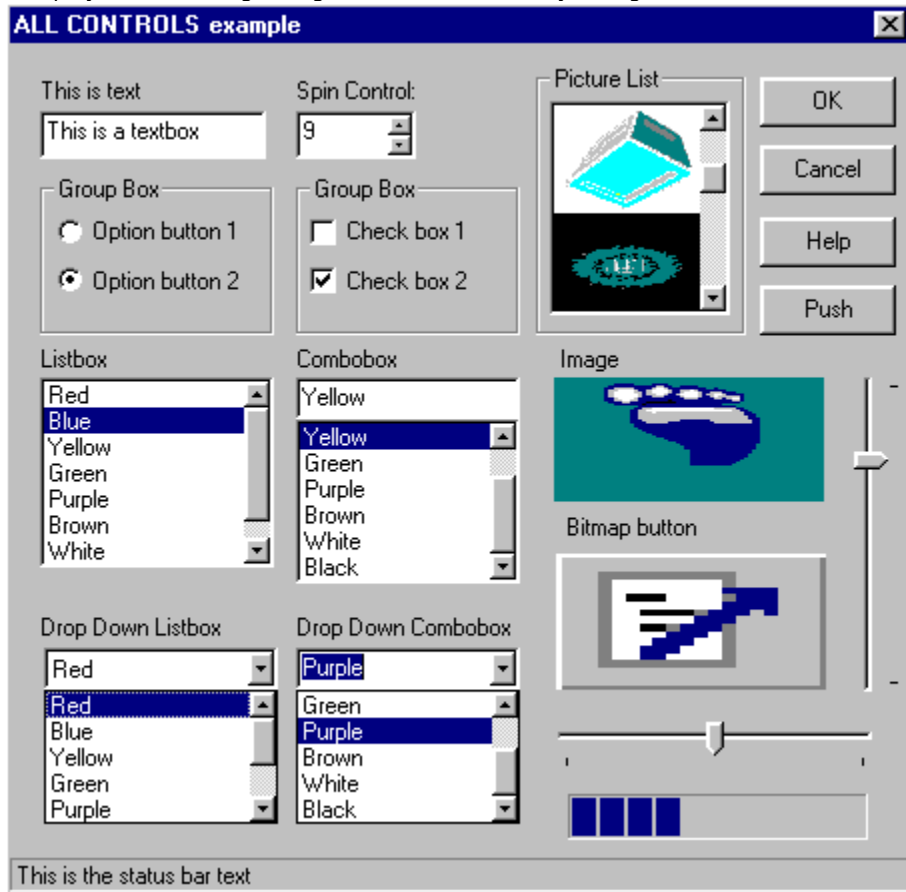 ALL CONTROLS example
This is text
This is a textbox
Spin Control:
9
Picture List
OK
Cancel
Help
Push
Group Box
Option button 1
Option button 2
Group Box
Check box 1
Check box 2
Listbox
Red
Blue
Yellow
Green
Purple
Brown
White
Combobox
Yellow
Yellow
Green
Purple
Brown
White
Black
Image
Bitmap button
Drop Down Listbox
Red
Red
Blue
Yellow
Green
Purple
Drop Down Combobox
Purple
Green
Purple
Brown
White
Black
This is the status bar text